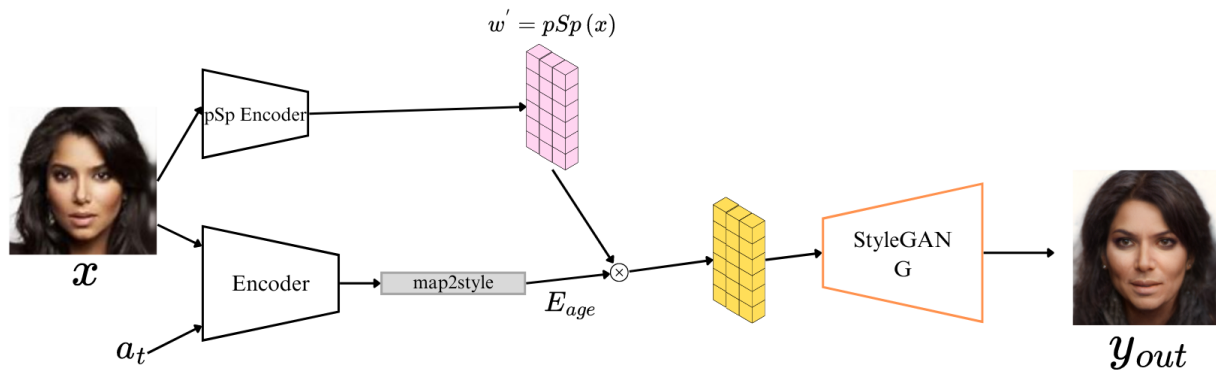 w' = pSp (x)
pSp Encoder
x
Encoder
map2style
E_age
a_t
StyleGAN
G
y_out